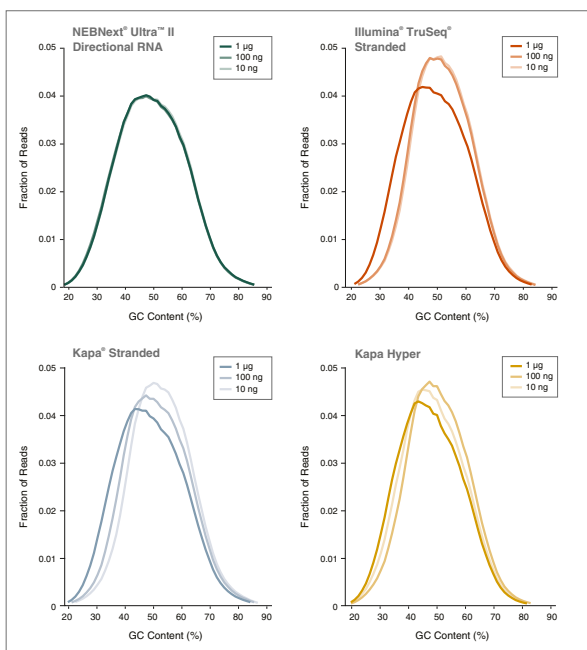 NEBNext® Ultra™ II
Directional RNA
1 µg
100 ng
10 ng
0.05
0.04
0.03
0.02
0.01
0
Fraction of Reads
20 30 40 50 60 70 80 90
GC Content (%)
Illumina® TruSeq®
Stranded
1 µg
100 ng
10 ng
0.05
0.04
0.03
0.02
0.01
0
Fraction of Reads
20 30 40 50 60 70 80 90
GC Content (%)
Kapa® Stranded
1 µg
100 ng
10 ng
0.05
0.04
0.03
0.02
0.01
0
Fraction of Reads
20 30 40 50 60 70 80 90
GC Content (%)
Kapa Hyper
1 µg
100 ng
10 ng
0.05
0.04
0.03
0.02
0.01
0
Fraction of Reads
20 30 40 50 60 70 80 90
GC Content (%)